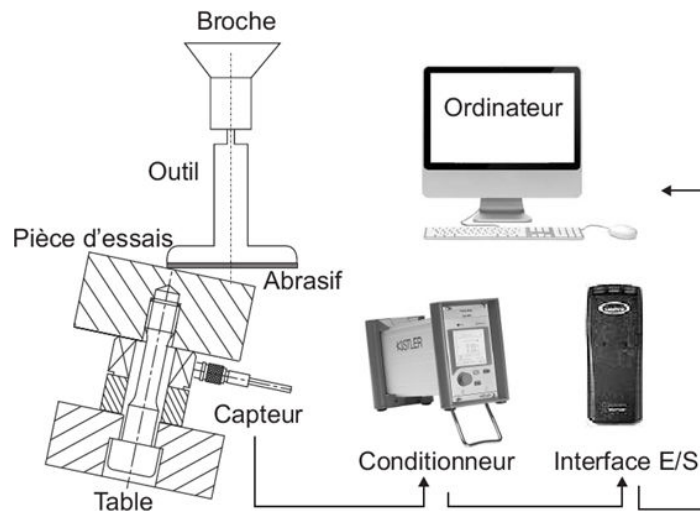 Broche
Ordinateur
Outil
Pièce d'essais
Abrasif
KISTLER
Capteur
Conditionneur
Interface E/S
Table